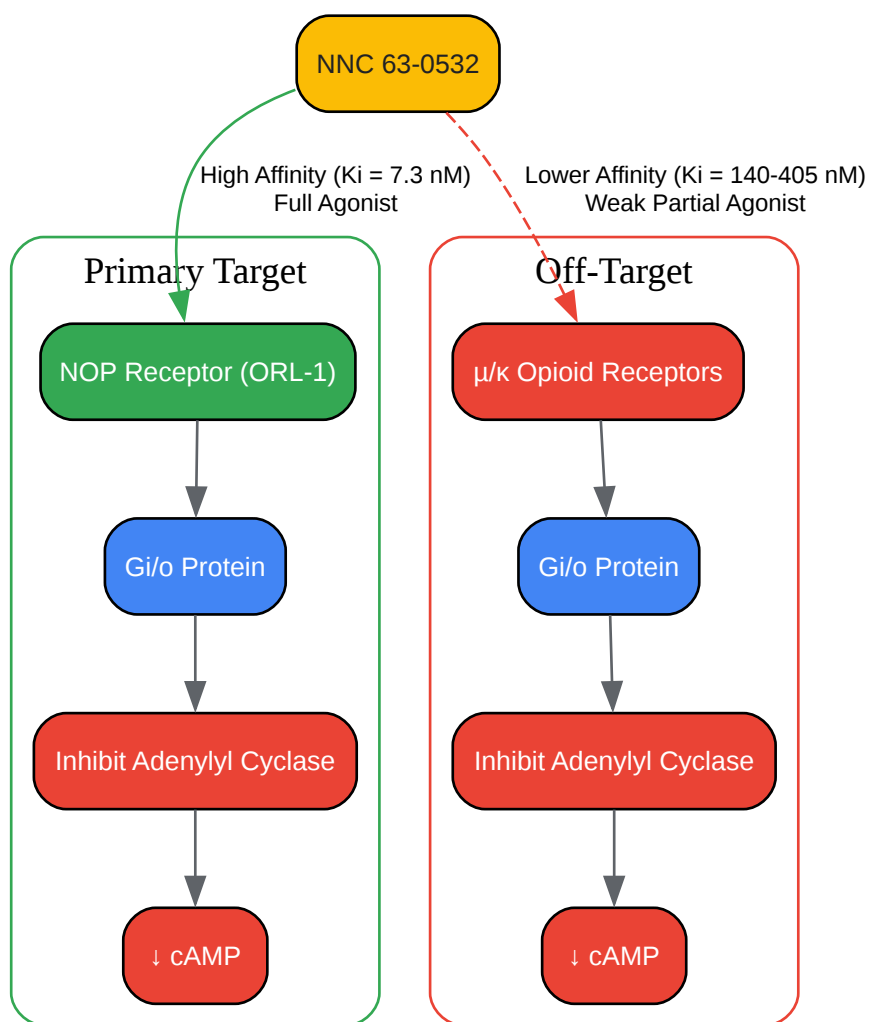 NNC 63-0532
High Affinity (Ki = 7.3 nM)
Full Agonist
Lower Affinity (Ki = 140-405 nM)
Weak Partial Agonist
Primary Target
NOP Receptor (ORL-1)
Gi/o Protein
Inhibit Adenylyl Cyclase
↓ cAMP
Off-Target
μ/κ Opioid Receptors
Gi/o Protein
Inhibit Adenylyl Cyclase
↓ cAMP